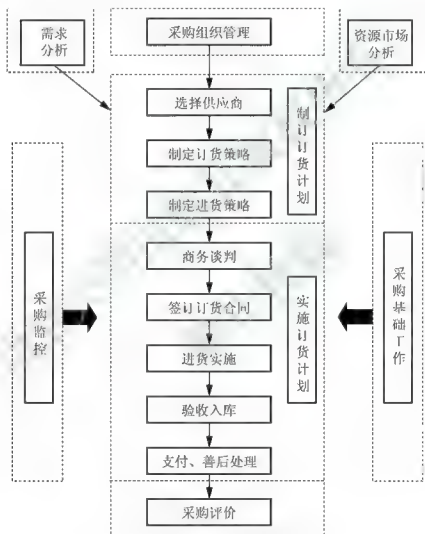 需求
分析
采购组织管理
资源市场
分析
选择供应商
制定订货策略
制定进货策略
制订订货计划
商务谈判
签订订货合同
进货实施
验收入库
支付、善后处理
实施订货计划
采购监控
采购基础工作
采购评价